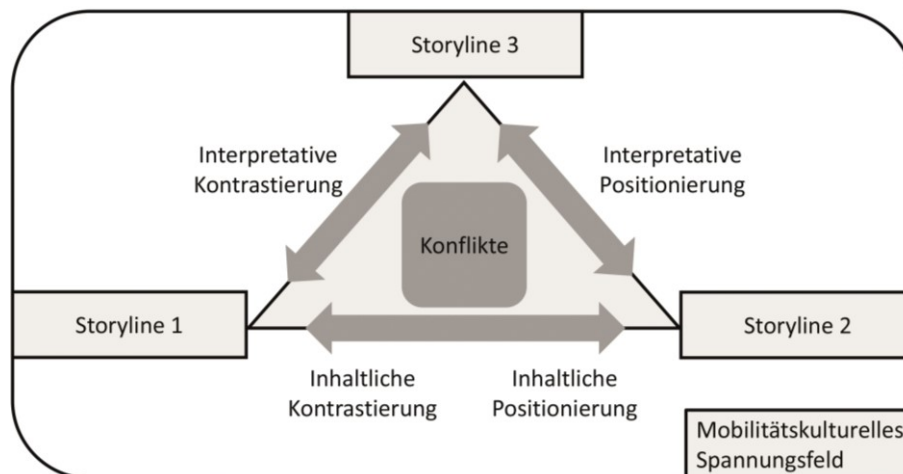 Storyline 3
Interpretative
Kontrastierung
Interpretative
Positionierung
Konflikte
Storyline 1
Storyline 2
Inhaltliche
Kontrastierung
Inhaltliche
Positionierung
Mobilitätskulturelles
Spannungsfeld